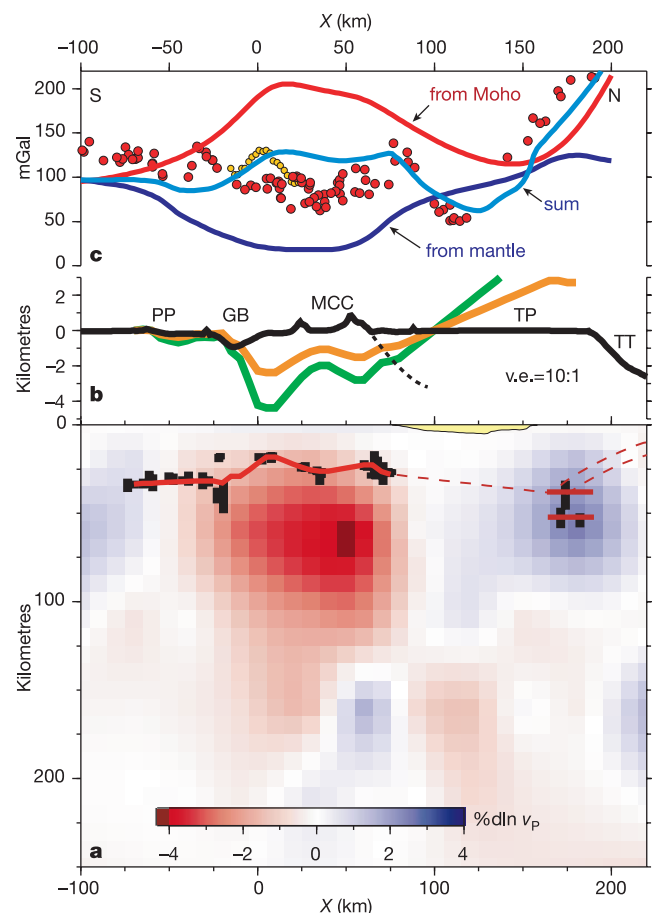 X (km)
−100 −50 0 50 100 150 200
S N
200
150
100
50
0
mGal
from Moho
sum
from mantle
c
2
0
−2
−4
Kilometres
PP GB MCC TP TT
v.e.=10:1
b
0
100
200
Kilometres
%dln vP
−4 −2 0 2 4
a
−100 −50 0 100 200
X (km)